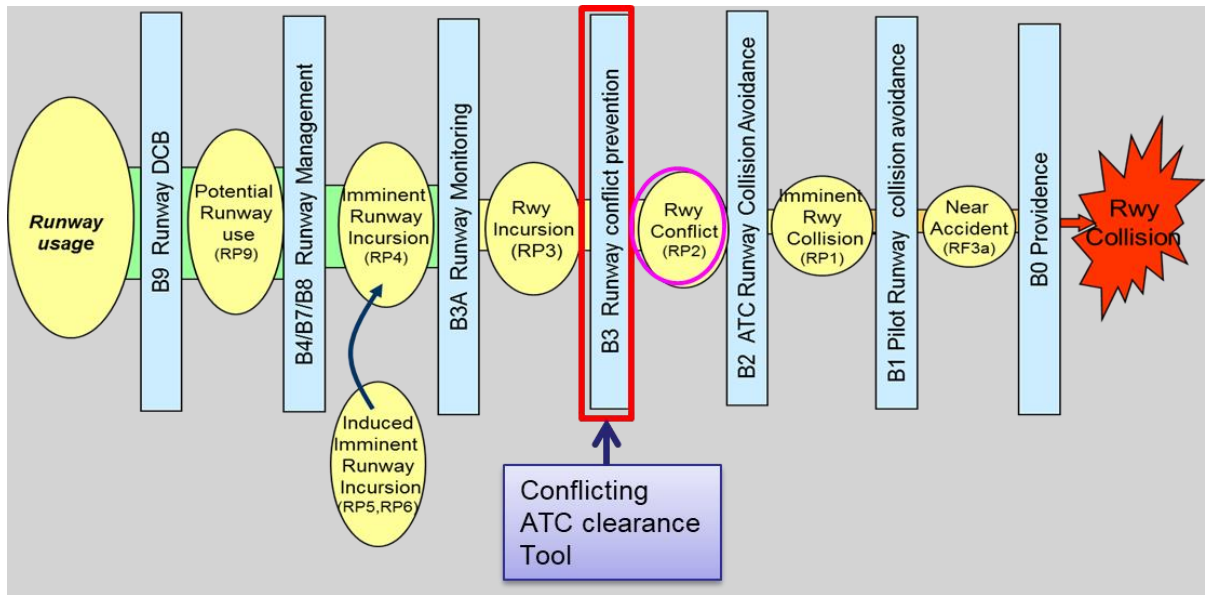 Runway
usage
B9 Runway DCB
Potential
Runway
use
(RP9)
B4/B7/B8 Runway Management
Imminent
Runway
Incursion
(RP4)
Induced
Imminent
Runway
Incursion
(RP5,RP6)
B3A Runway Monitoring
Rwy
Incursion
(RP3)
B3 Runway conflict prevention
Conflicting
ATC clearance
Tool
Rwy
Conflict
(RP2)
B2 ATC Runway Collision Avoidance
Imminent
Rwy
Collision
(RP1)
B1 Pilot Runway collision avoidance
Near
Accident
(RF3a)
B0 Providence
Rwy
Collision